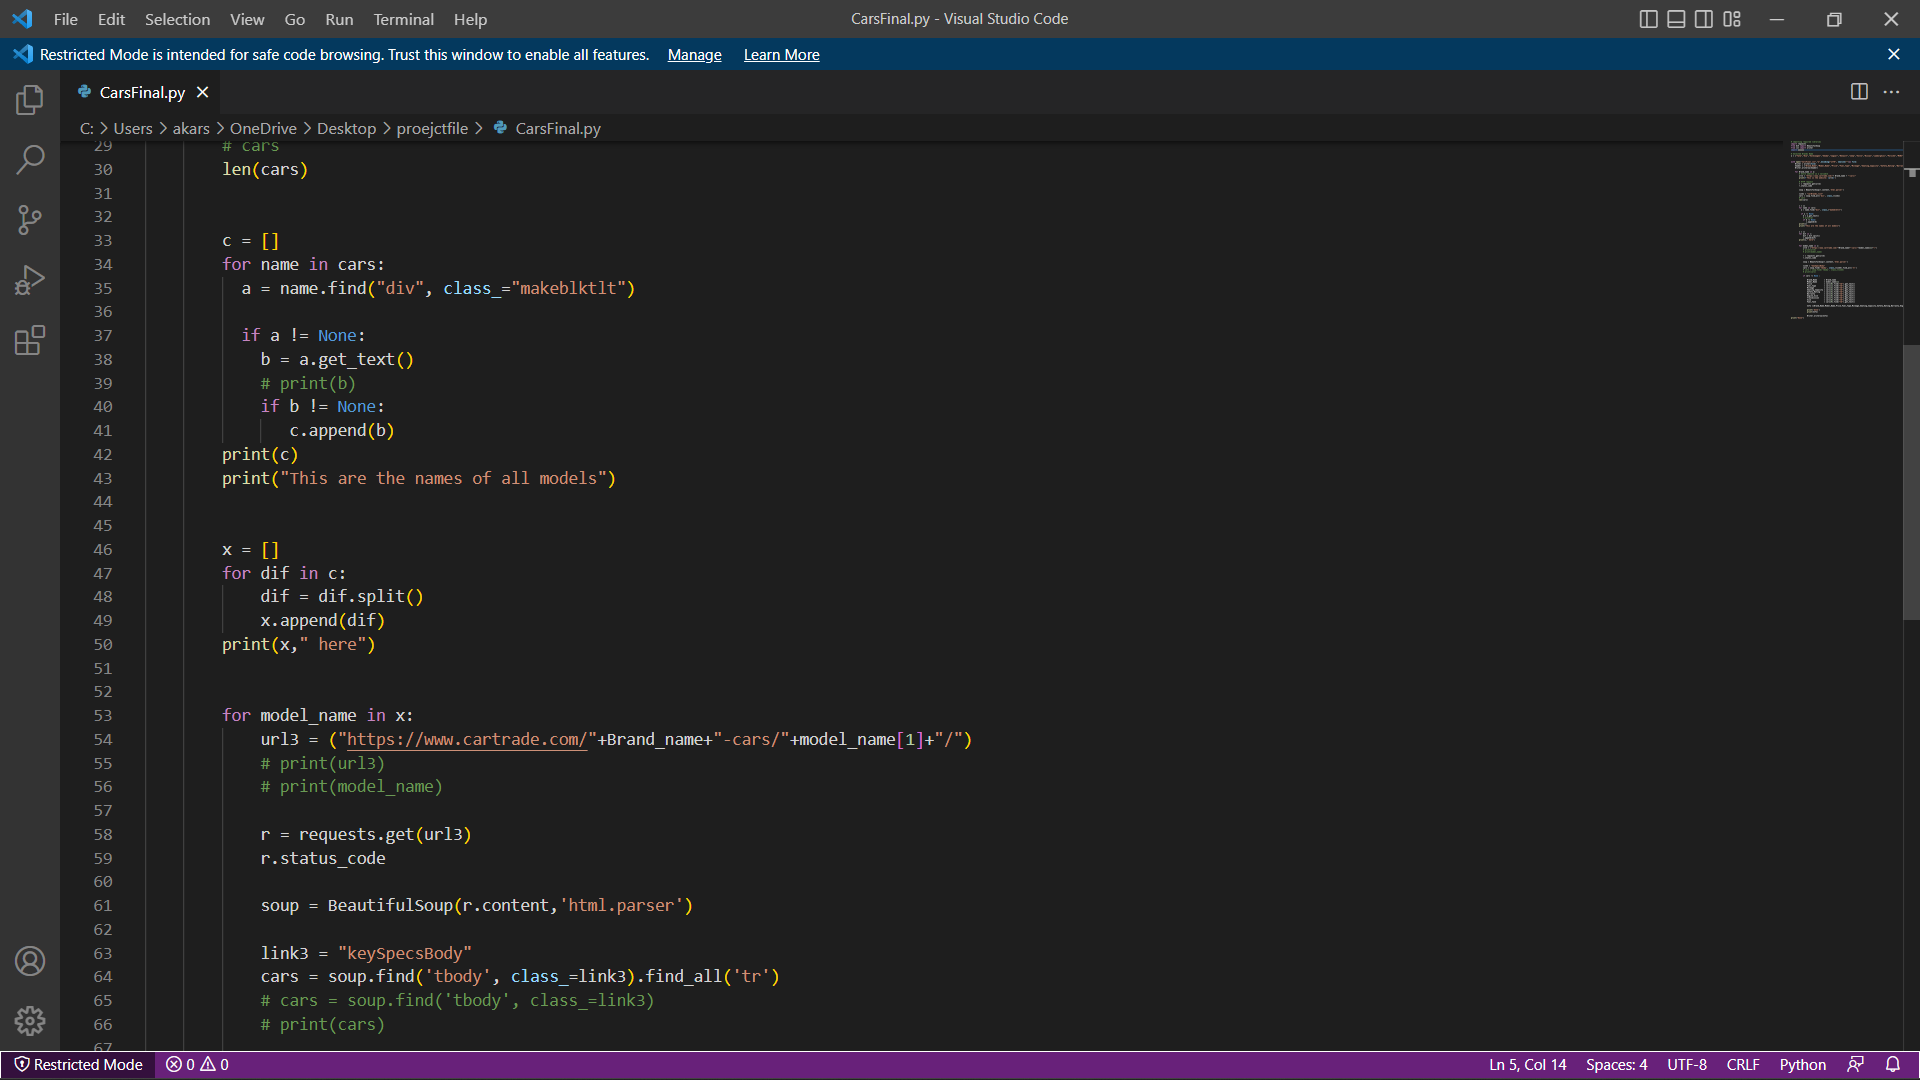 File Edit Selection View Go Run Terminal Help CarsFinal.py - Visual Studio Code
Restricted Mode is intended for safe code browsing. Trust this window to enable all features. Manage Learn More
CarsFinal.py
C: > Users > akars > OneDrive > Desktop > proejctfile > CarsFinal.py
29 # cars
30 len(cars)
31
32
33 c = []
34 for name in cars:
35 a = name.find("div", class_="makeblktlt")
36
37 if a != None:
38 b = a.get_text()
39 # print(b)
40 if b != None:
41 c.append(b)
42 print(c)
43 print("This are the names of all models")
44
45
46 x = []
47 for dif in c:
48 dif = dif.split()
49 x.append(dif)
50 print(x," here")
51
52
53 for model_name in x:
54 url3 = ("https://www.cartrade.com/"+Brand_name+"-cars/"+model_name[1]+"/")
55 # print(url3)
56 # print(model_name)
57
58 r = requests.get(url3)
59 r.status_code
60
61 soup = BeautifulSoup(r.content,'html.parser')
62
63 link3 = "keySpecsBody"
64 cars = soup.find('tbody', class_=link3).find_all('tr')
65 # cars = soup.find('tbody', class_=link3)
66 # print(cars)
67
Restricted Mode 0 0 Ln 5, Col 14 Spaces: 4 UTF-8 CRLF Python